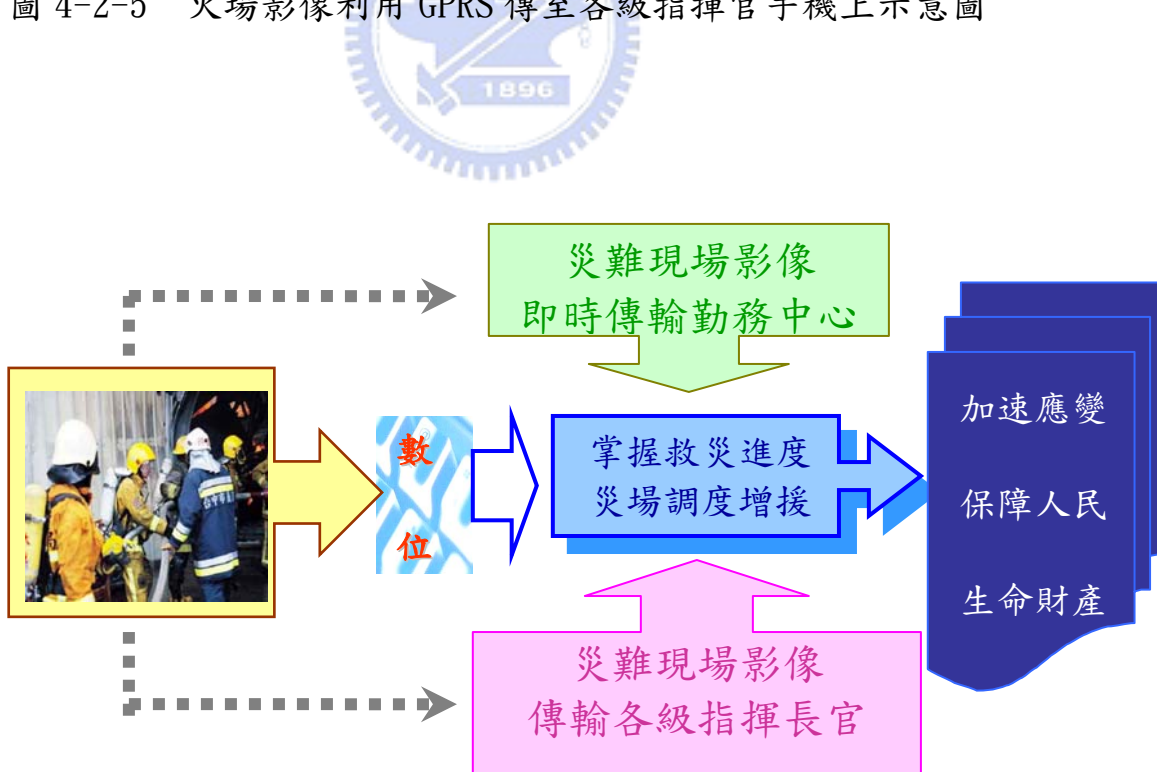 圖 4-2-5 火場影像利用 GPRS 傳至各級指揮官手機上示意圖
1896
災難現場影像
即時傳輸勤務中心
數
位
掌握救災進度
災場調度增援
加速應變
保障人民
生命財產
災難現場影像
傳輸各級指揮長官